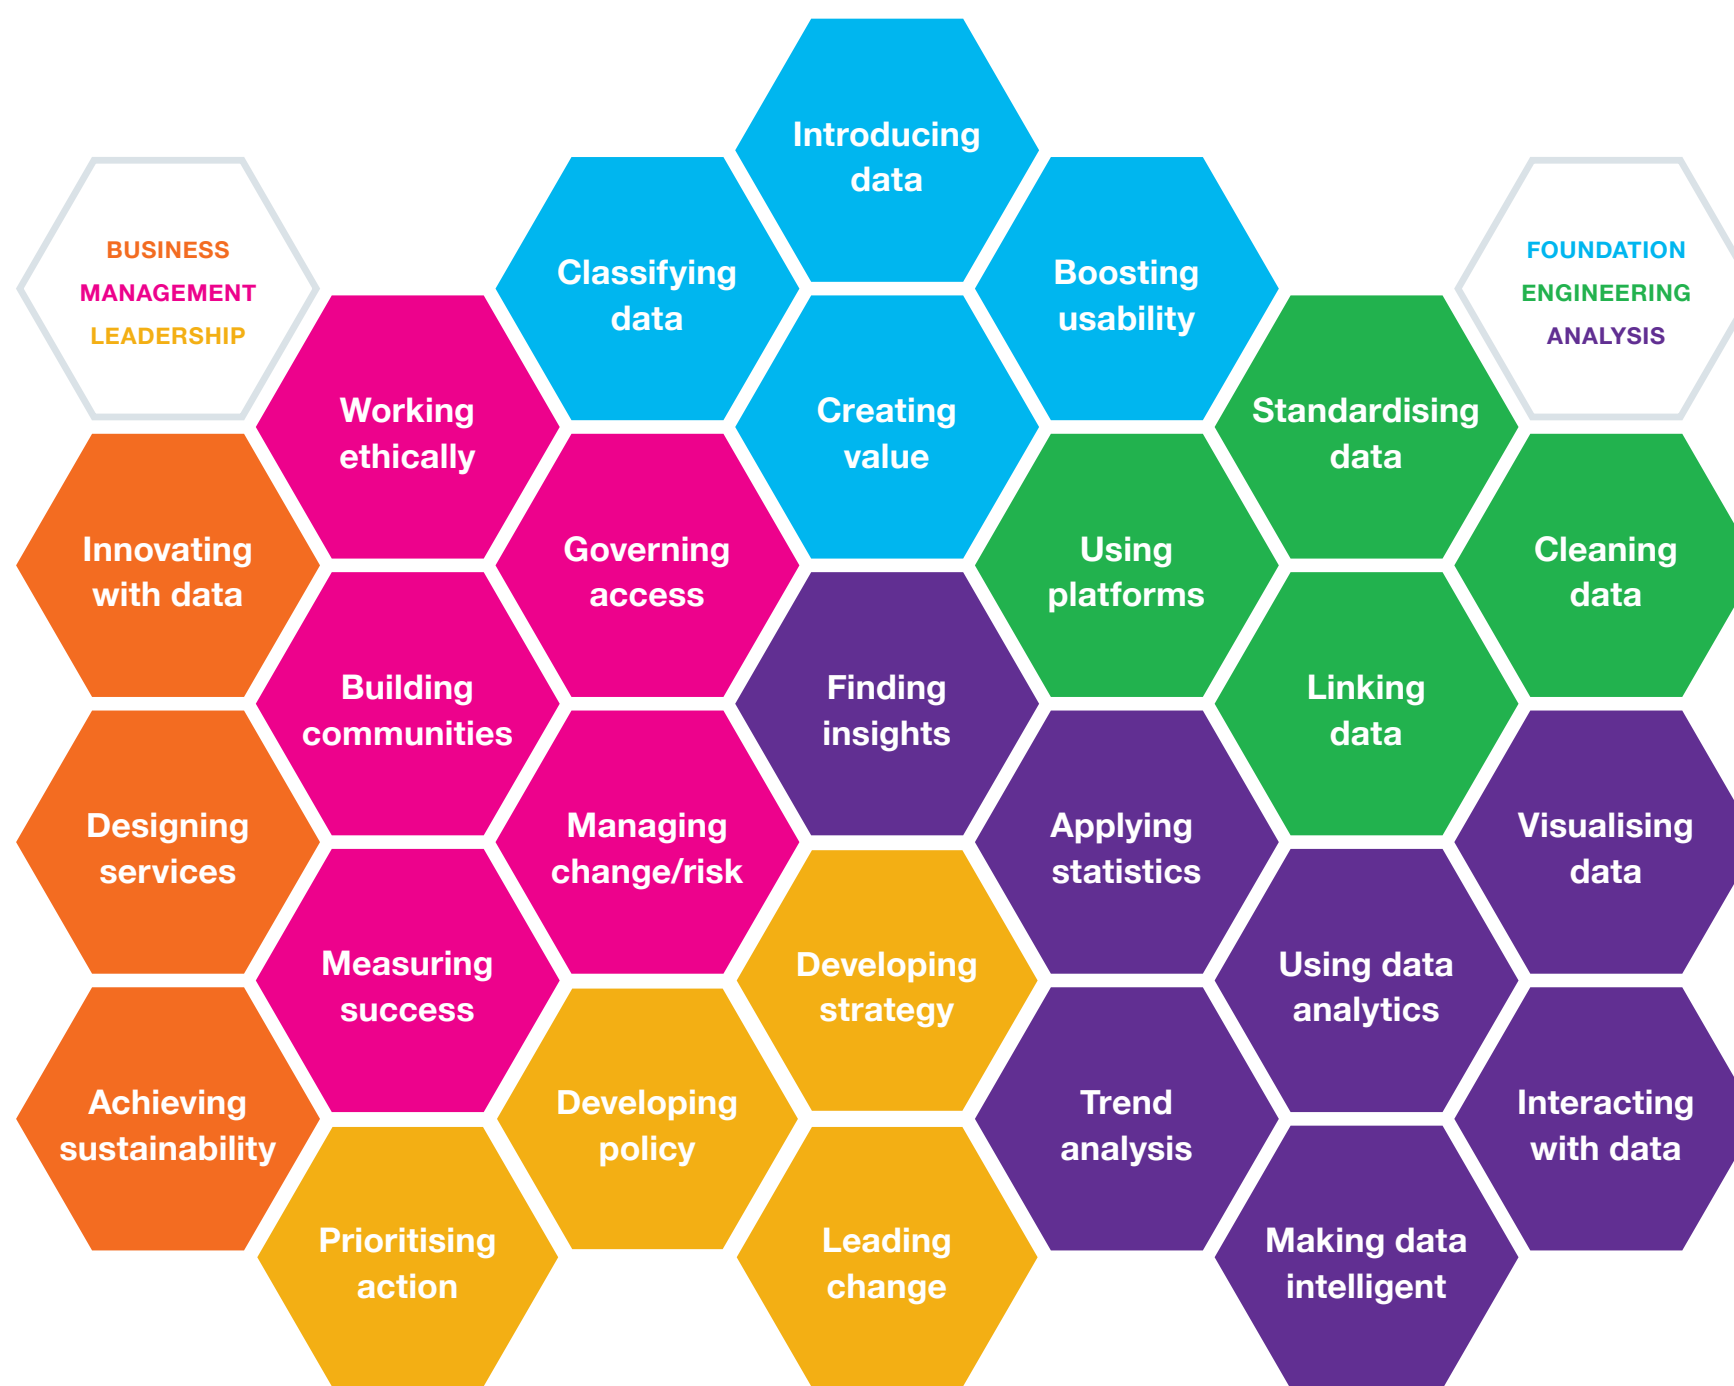 Introducing
data
BUSINESS
MANAGEMENT
LEADERSHIP
Classifying
data
Boosting
usability
FOUNDATION
ENGINEERING
ANALYSIS
Working
ethically
Creating
value
Standardising
data
Innovating
with data
Governing
access
Using
platforms
Cleaning
data
Building
communities
Finding
insights
Linking
data
Designing
services
Managing
change/risk
Applying
statistics
Visualising
data
Measuring
success
Developing
strategy
Using data
analytics
Achieving
sustainability
Developing
policy
Trend
analysis
Interacting
with data
Prioritising
action
Leading
change
Making data
intelligent